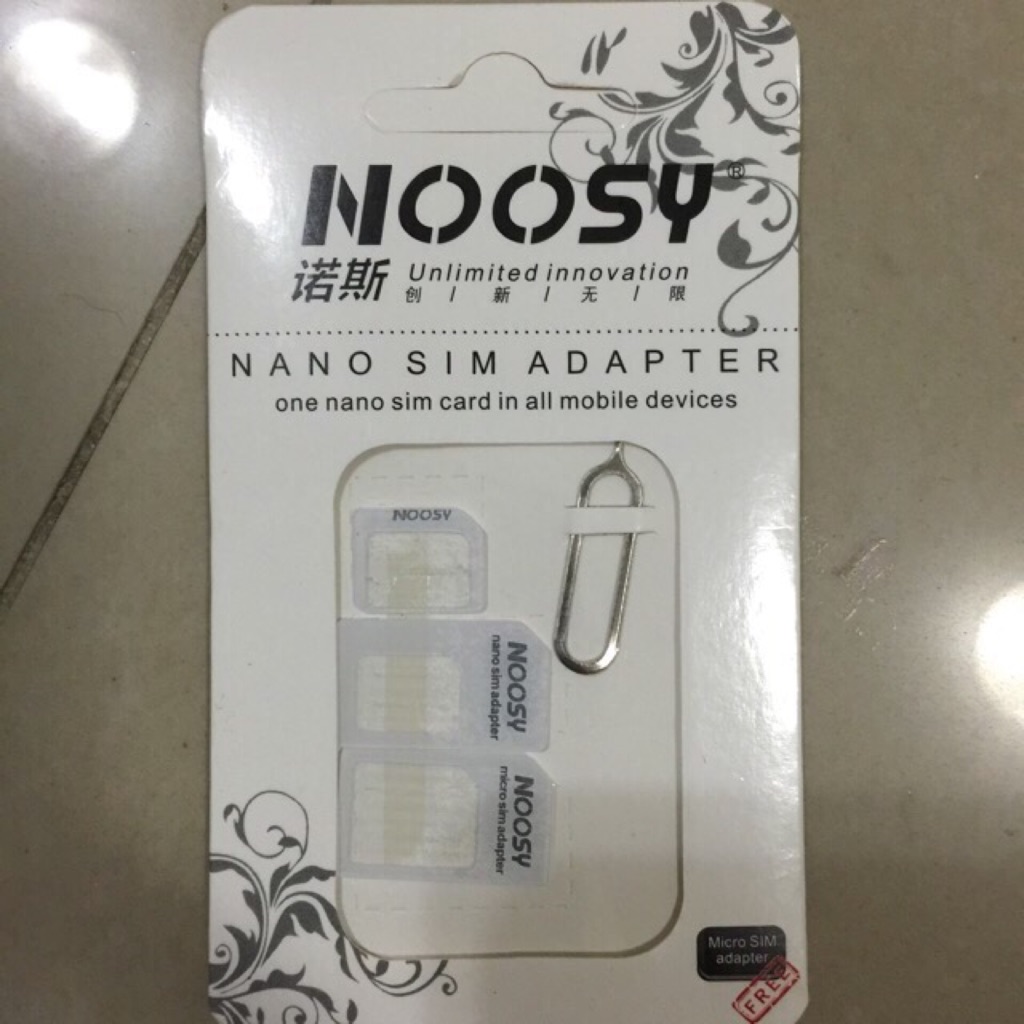 NOOSY®
诺斯 Unlimited innovation
创 / 新 / 无 / 限
NANO SIM ADAPTER
one nano sim card in all mobile devices
NOOSY
NOOSY
nano sim adapter
NOOSY
micro sim adapter
Micro SIM
adapter
FREE